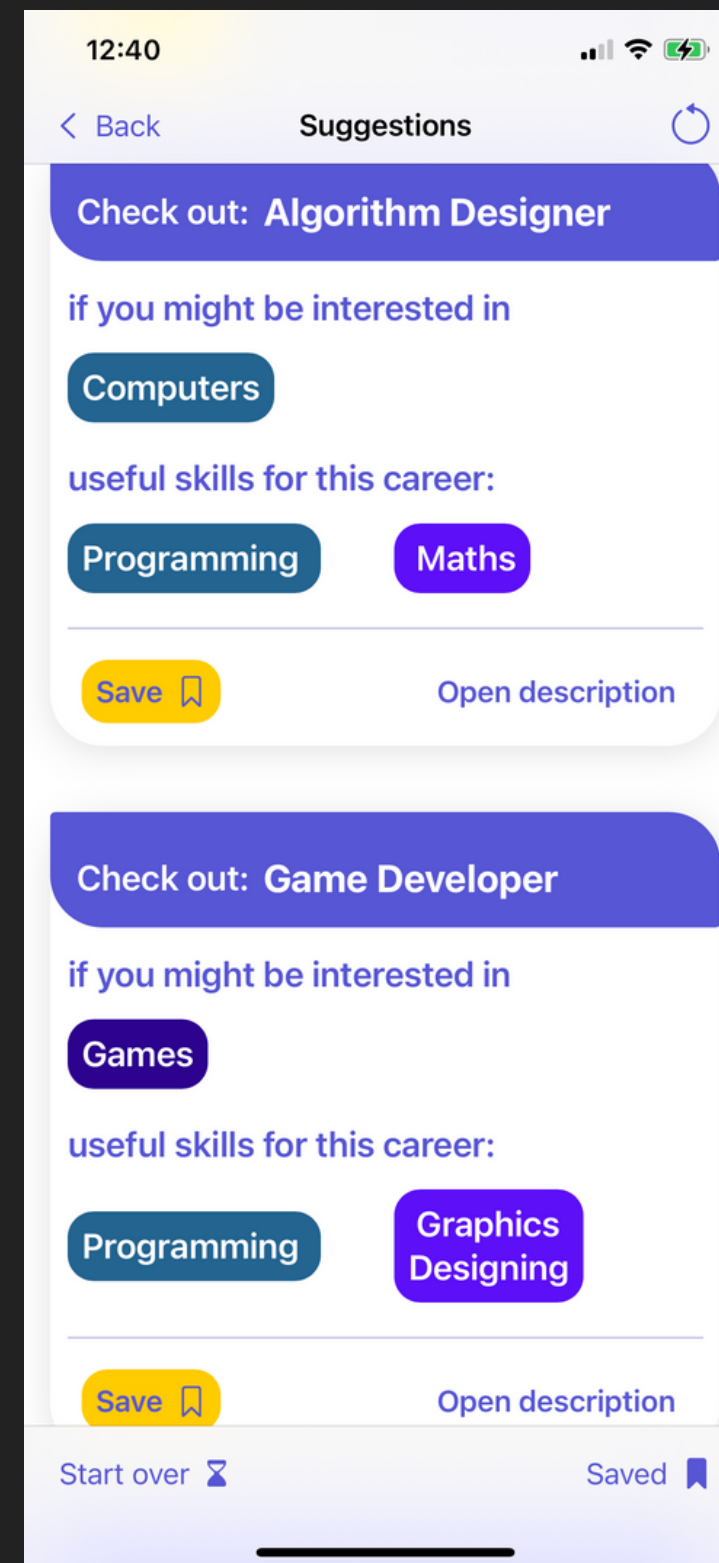 12:40
Back Suggestions
Check out: Algorithm Designer
if you might be interested in
Computers
useful skills for this career:
Programming Maths
Save Open description
Check out: Game Developer
if you might be interested in
Games
useful skills for this career:
Programming Graphics
Designing
Save Open description
Start over Saved